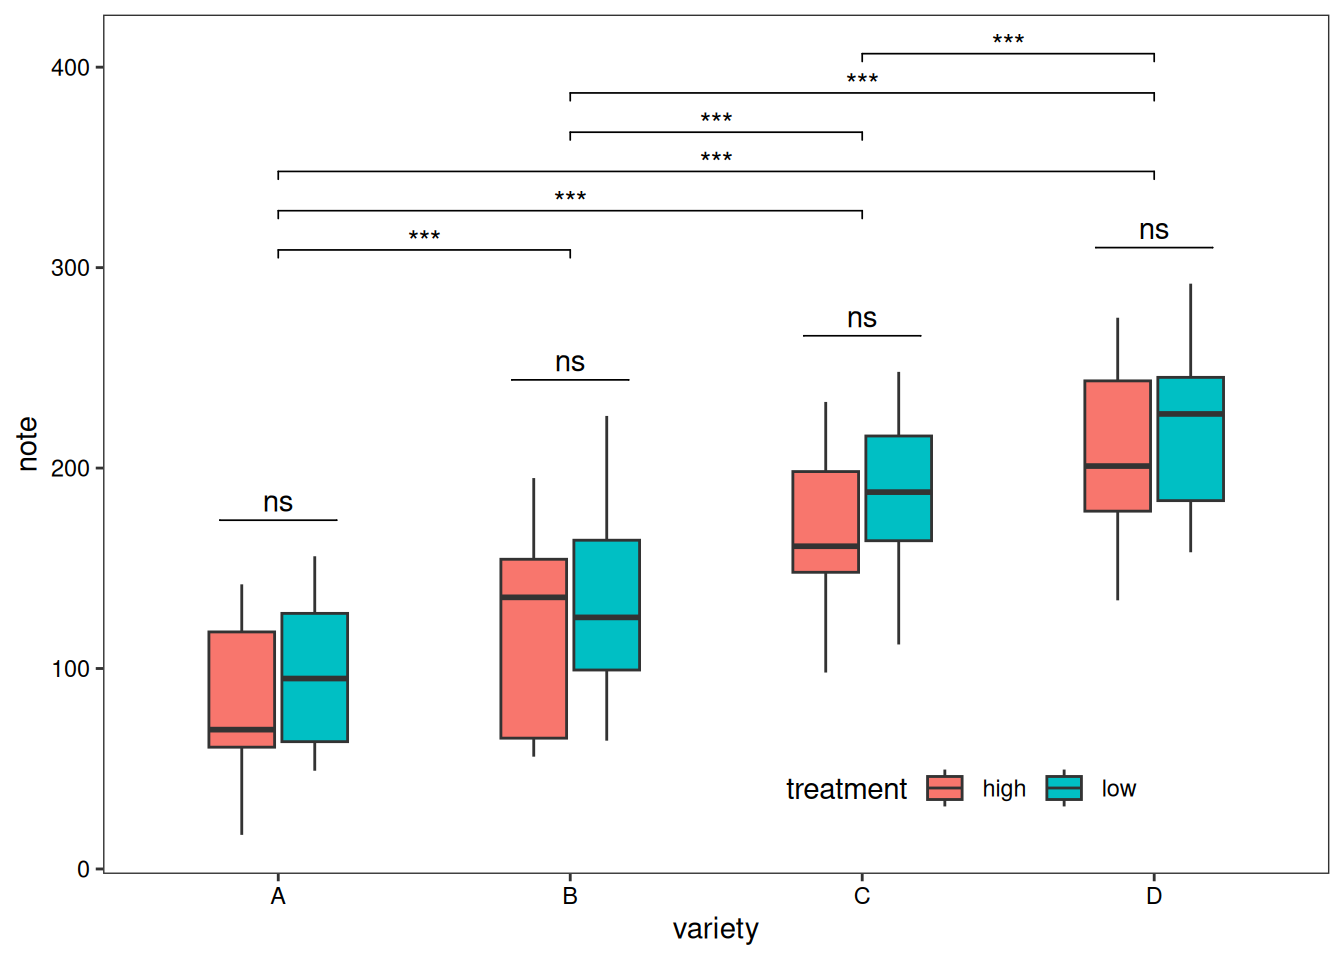 ***
400
***
***
***
***
ns
***
300
ns
ns
note
200
ns
100
treatment high low
0
A B C D
variety